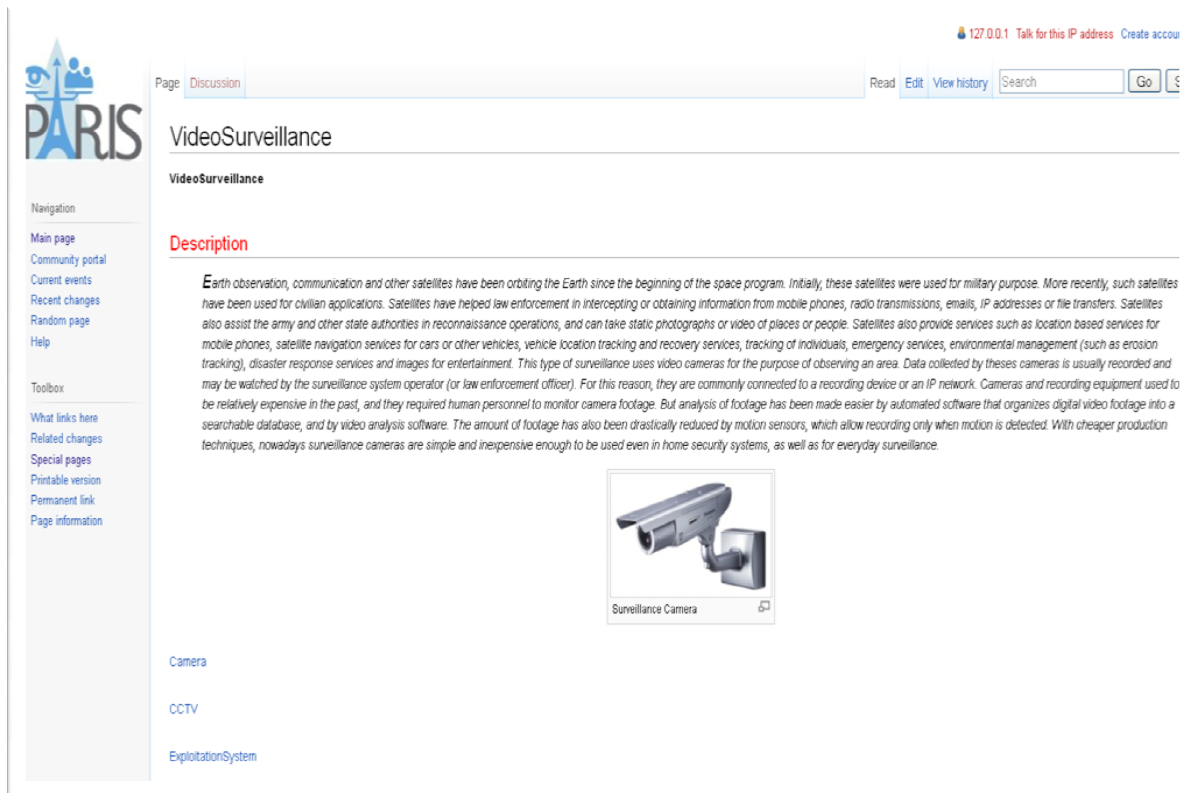 127.0.0.1 Talk for this IP address Create accour
PARIS
Page Discussion
Read Edit View history Search Go S
VideoSurveillance
VideoSurveillance
Navigation
Main page
Community portal
Current events
Recent changes
Random page
Help
Toolbox
What links here
Related changes
Special pages
Printable version
Permanent link
Page information
Description
Earth observation, communication and other satellites have been orbiting the Earth since the beginning of the space program. Initially, these satellites were used for military purpose. More recently, such satellites
have been used for civilian applications. Satellites have helped law enforcement in intercepting or obtaining information from mobile phones, radio transmissions, emails, IP addresses or file transfers. Satellites
also assist the army and other state authorities in reconnaissance operations, and can take static photographs or video of places or people. Satellites also provide services such as location based services for
mobile phones, satellite navigation services for cars or other vehicles, vehicle location tracking and recovery services, tracking of individuals, emergency services, environmental management (such as erosion
tracking), disaster response services and images for entertainment. This type of surveillance uses video cameras for the purpose of observing an area. Data collected by theses cameras is usually recorded and
may be watched by the surveillance system operator (or law enforcement officer). For this reason, they are commonly connected to a recording device or an IP network. Cameras and recording equipment used to
be relatively expensive in the past, and they required human personnel to monitor camera footage. But analysis of footage has been made easier by automated software that organizes digital video footage into a
searchable database, and by video analysis software. The amount of footage has also been drastically reduced by motion sensors, which allow recording only when motion is detected. With cheaper production
techniques, nowadays surveillance cameras are simple and inexpensive enough to be used even in home security systems, as well as for everyday surveillance.
Surveillance Camera
Camera
CCTV
ExploitationSystem